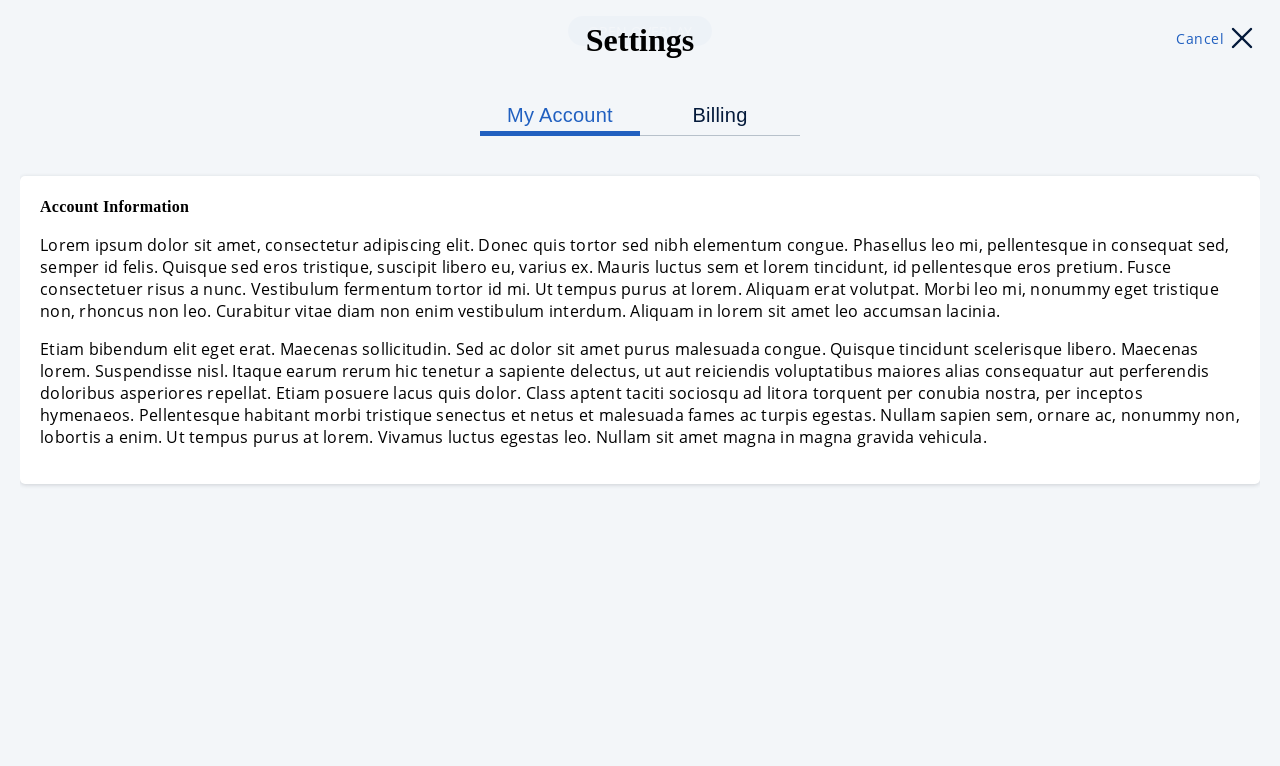 Settings
Cancel
My Account
Billing
Account Information
Lorem ipsum dolor sit amet, consectetur adipiscing elit. Donec quis tortor sed nibh elementum congue. Phasellus leo mi, pellentesque in consequat sed,
semper id felis. Quisque sed eros tristique, suscipit libero eu, varius ex. Mauris luctus sem et lorem tincidunt, id pellentesque eros pretium. Fusce
consectetuer risus a nunc. Vestibulum fermentum tortor id mi. Ut tempus purus at lorem. Aliquam erat volutpat. Morbi leo mi, nonummy eget tristique
non, rhoncus non leo. Curabitur vitae diam non enim vestibulum interdum. Aliquam in lorem sit amet leo accumsan lacinia.
Etiam bibendum elit eget erat. Maecenas sollicitudin. Sed ac dolor sit amet purus malesuada congue. Quisque tincidunt scelerisque libero. Maecenas
lorem. Suspendisse nisl. Itaque earum rerum hic tenetur a sapiente delectus, ut aut reiciendis voluptatibus maiores alias consequatur aut perferendis
doloribus asperiores repellat. Etiam posuere lacus quis dolor. Class aptent taciti sociosqu ad litora torquent per conubia nostra, per inceptos
hymenaeos. Pellentesque habitant morbi tristique senectus et netus et malesuada fames ac turpis egestas. Nullam sapien sem, ornare ac, nonummy non,
lobortis a enim. Ut tempus purus at lorem. Vivamus luctus egestas leo. Nullam sit amet magna in magna gravida vehicula.